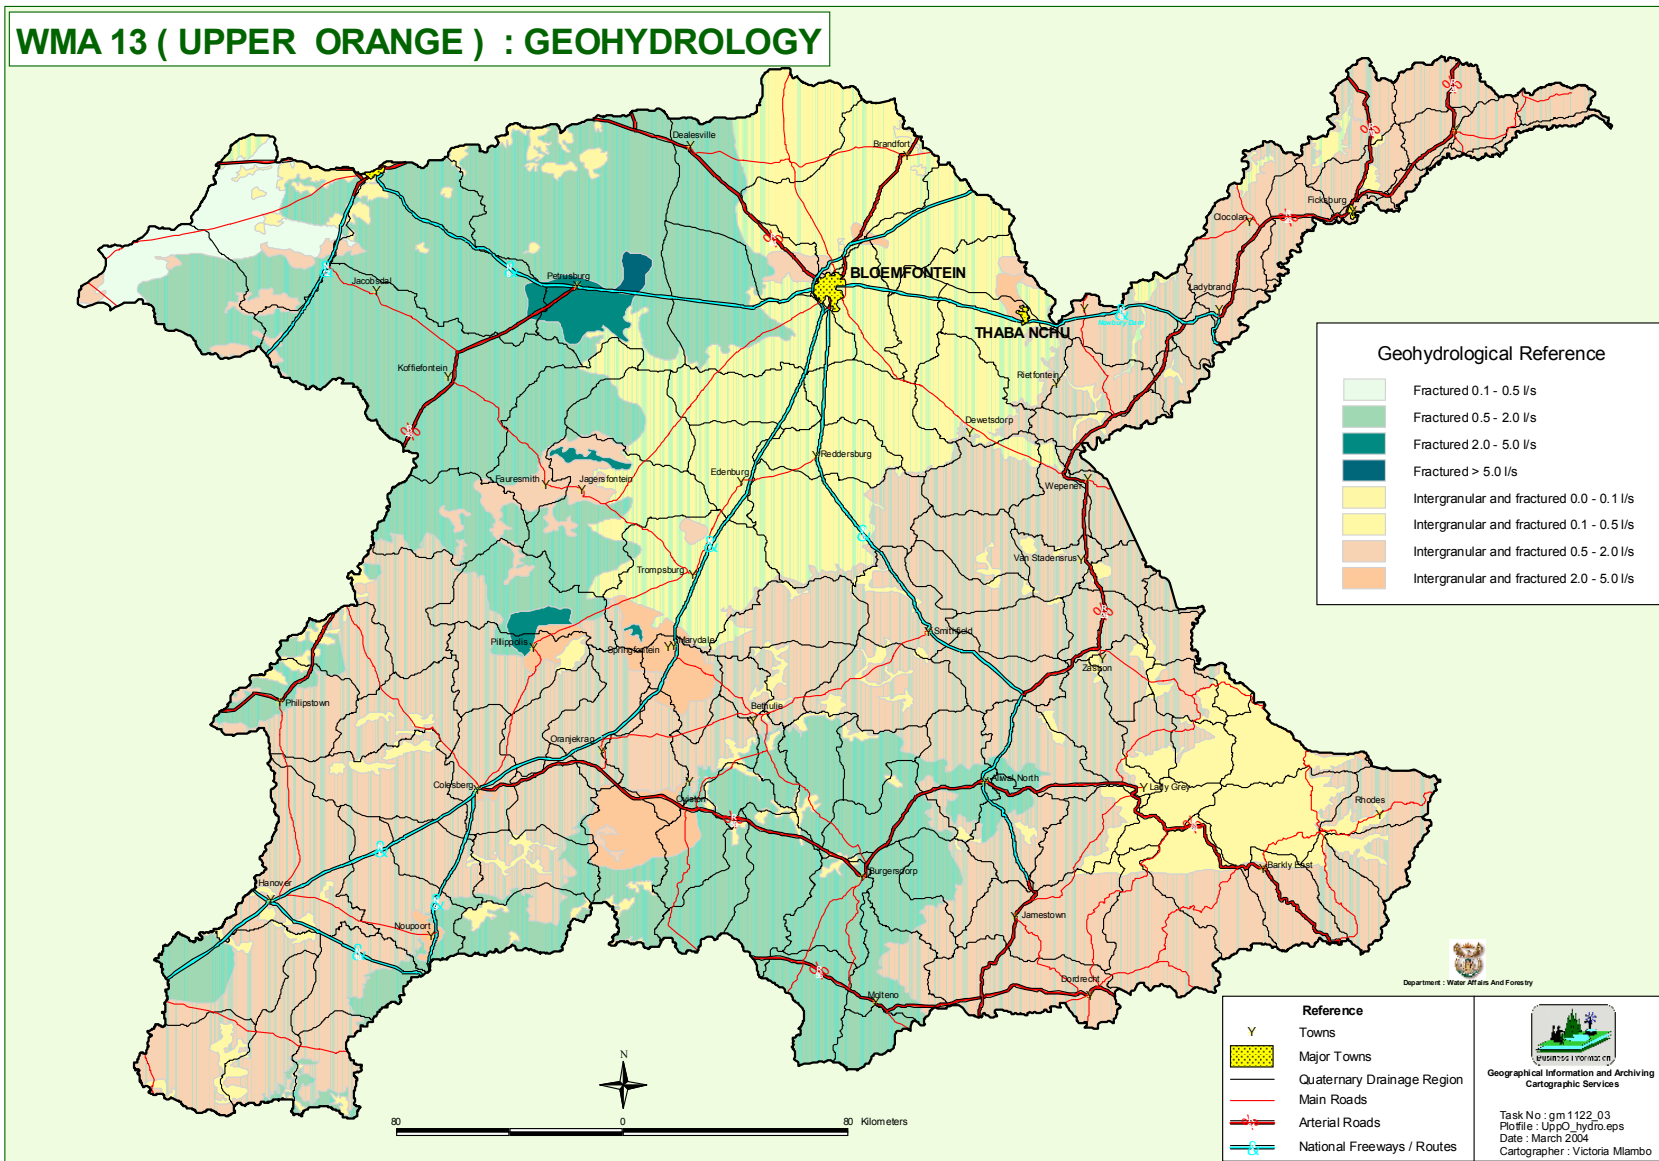 WMA 13 ( UPPER ORANGE ) : GEOHYDROLOGY
Dealesville
Brandfort
Ficksburg
Clocolan
Ladybrand
BLOEMFONTEIN
Petrusburg
Jacobsdal
THABA NCHU
Newbury Dam
Koffiefontein
Rietfontein
Dewetsdorp
Reddersburg
Edenburg
Fauresmith
Jagersfontein
Wepener
Van Stadensrus
Trompsburg
Smithfield
Pillippolis
Springfontein
Marydale
Zastron
Philipstown
Bethulie
Oranjekrag
Colesberg
Oviston
Aliwal North
Lady Grey
Rhodes
Burgersdorp
Barkly East
Hanover
Noupoort
Jamestown
Dordrecht
Molteno
Geohydrological Reference
Fractured 0.1 - 0.5 l/s
Fractured 0.5 - 2.0 l/s
Fractured 2.0 - 5.0 l/s
Fractured > 5.0 l/s
Intergranular and fractured 0.0 - 0.1 l/s
Intergranular and fractured 0.1 - 0.5 l/s
Intergranular and fractured 0.5 - 2.0 l/s
Intergranular and fractured 2.0 - 5.0 l/s
Department : Water Affairs And Forestry
Reference
Y Towns
Major Towns
Quaternary Drainage Region
Main Roads
Arterial Roads
& National Freeways / Routes
Business Information
Geographical Information and Archiving
Cartographic Services
Task No : gm1122_03
Plotfile : UppO_hydro.eps
Date : March 2004
Cartographer : Victoria Mlambo
N
80 0 80 Kilometers